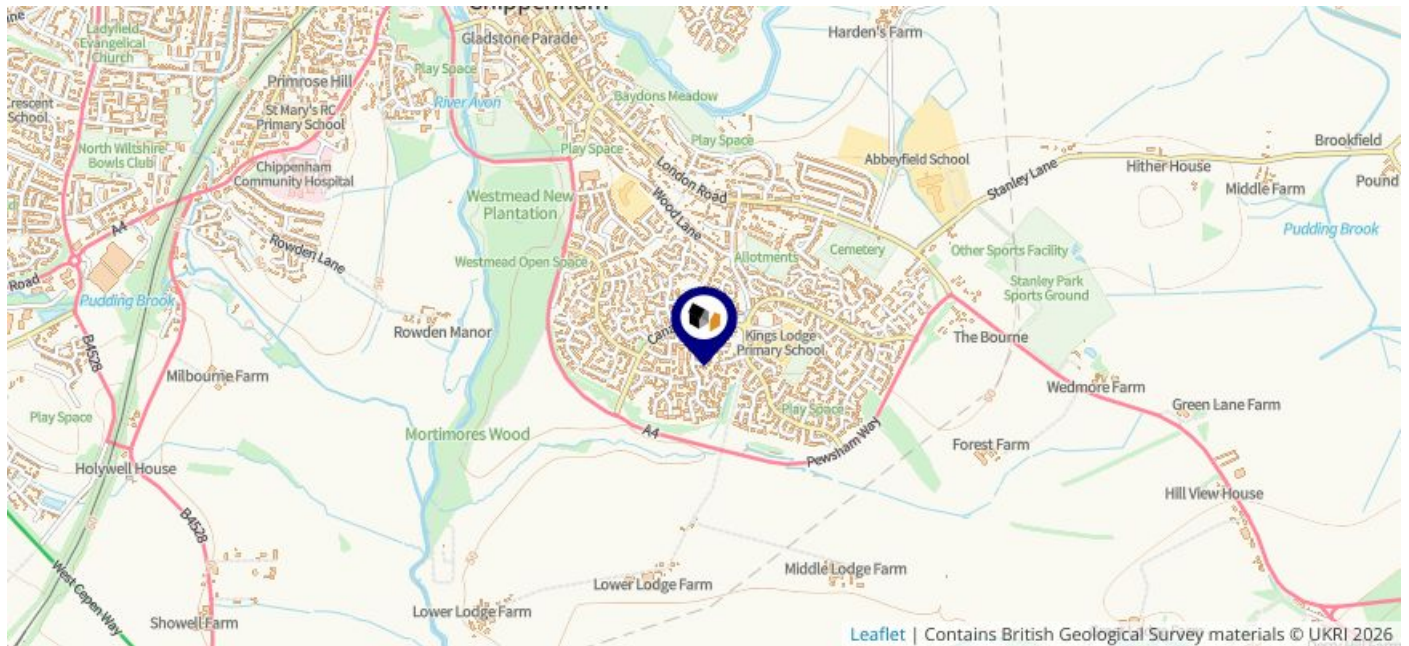 Chippenham
Ladyfield
Evangelical
Church
Gladstone Parade
Harden's Farm
Primrose Hill
Play Space
River Avon
Baydons Meadow
St Mary's RC
Primary School
School
North Wiltshire
Bowls Club
Play Space
Play Space
Chippenham
Community Hospital
London Road
Wood Lane
Abbeyfield School
Brookfield
Hither House
Stanley Lane
Middle Farm
Pound
Westmead New
Plantation
A4
Rowden Lane
50
Westmead Open Space
Allotments
Cemetery
Other Sports Facility
Pudding Brook
Stanley Park
Sports Ground
Road
Pudding Brook
Rowden Manor
Kings Lodge
Primary School
The Bourne
B4528
Milbourne Farm
Wedmore Farm
50
Green Lane Farm
Play Space
Play Space
Mortimores Wood
A4
Pewsham Way
Forest Farm
Holywell House
Hill View House
50
B4528
50
West Cepen Way
Lower Lodge Farm
Middle Lodge Farm
Lower Lodge Farm
Showell Farm
Leaflet | Contains British Geological Survey materials © UKRI 2026